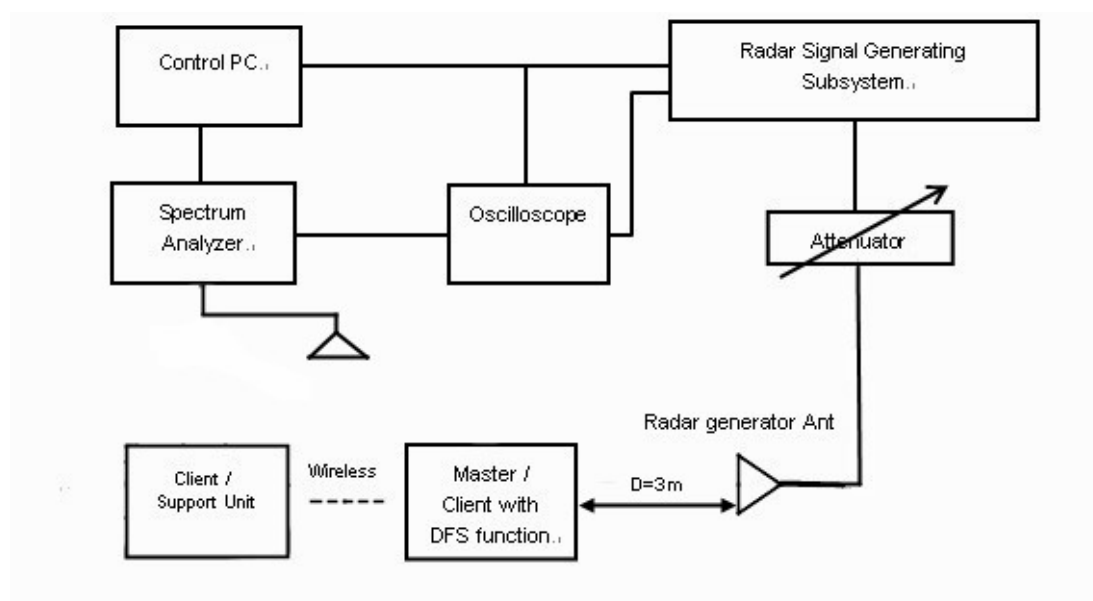 Control PC.
Radar Signal Generating
Subsystem.
Spectrum
Analyzer.
Oscilloscope
Attenuator
Radar generator Ant
Client /
Support Unit
Wireless
Master /
Client with
DFS function.
D=3m